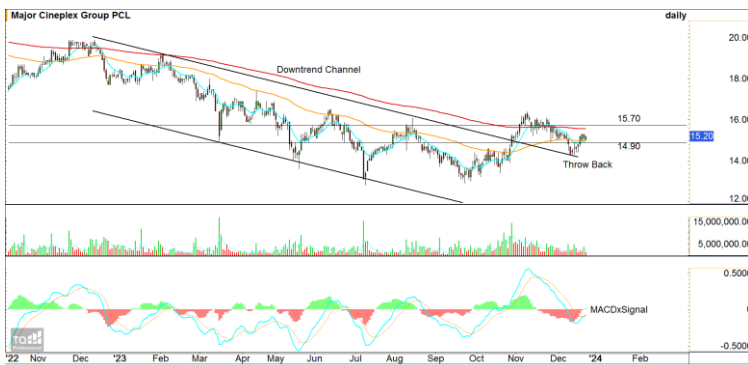 Major Cineplex Group PCL
daily
20.00
Downtrend Channel
18.00
16.00
15.70
15.20
14.90
14.00
Throw Back
12.00
15,000,000.00
5,000,000.00
0.5000
MACDxSignal
0
-0.5000
'22 Nov Dec '23 Feb Mar Apr May Jun Jul Aug Sep Oct Nov Dec '24 Feb